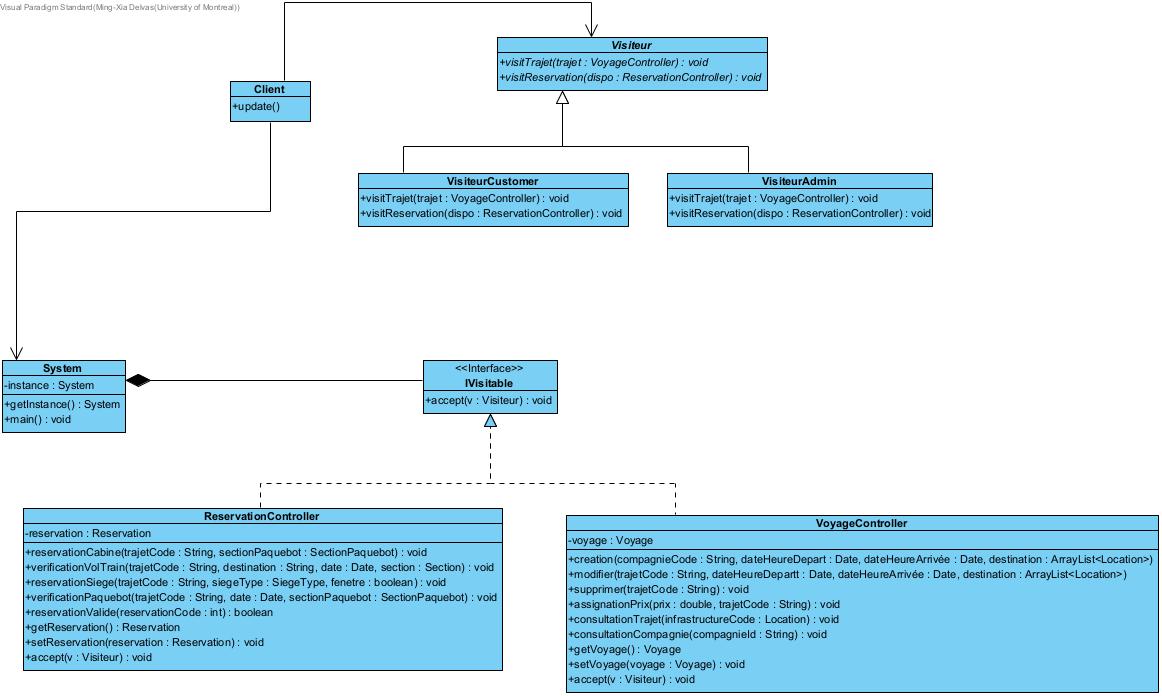 Visual Paradigm Standard(Ming-Xia Delvas(University of Montreal))
Visiteur
+visitTrajet(trajet : VoyageController) : void
+visitReservation(dispo : ReservationController) : void
Client
+update()
VisiteurCustomer
+visitTrajet(trajet : VoyageController) : void
+visitReservation(dispo : ReservationController) : void
VisiteurAdmin
+visitTrajet(trajet : VoyageController) : void
+visitReservation(dispo : ReservationController) : void
System
-instance : System
+getInstance() : System
+main() : void
<<Interface>>
IVisitable
+accept(v : Visiteur) : void
ReservationController
-reservation : Reservation
+reservationCabine(trajetCode : String, sectionPaquebot : SectionPaquebot) : void
+verificationVolTrain(trajetCode : String, destination : String, date : Date, section : Section) : void
+reservationSiege(trajetCode : String, siegeType : SiegeType, fenetre : boolean) : void
+verificationPaquebot(trajetCode : String, date : Date, sectionPaquebot : SectionPaquebot) : void
+reservationValide(reservationCode : int) : boolean
+getReservation() : Reservation
+setReservation(reservation : Reservation) : void
+accept(v : Visiteur) : void
VoyageController
-voyage : Voyage
+creation(compagnieCode : String, dateHeureDepart : Date, dateHeureArrivée : Date, destination : ArrayList<Location>)
+modifier(trajetCode : String, dateHeureDepartt : Date, dateHeureArrivée : Date, destination : ArrayList<Location>)
+supprimer(trajetCode : String) : void
+assignationPrix(prix : double, trajetCode : String) : void
+consultationTrajet(infrastructureCode : Location) : void
+consultationCompagnie(compagnieId : String) : void
+getVoyage() : Voyage
+setVoyage(voyage : Voyage) : void
+accept(v : Visiteur) : void